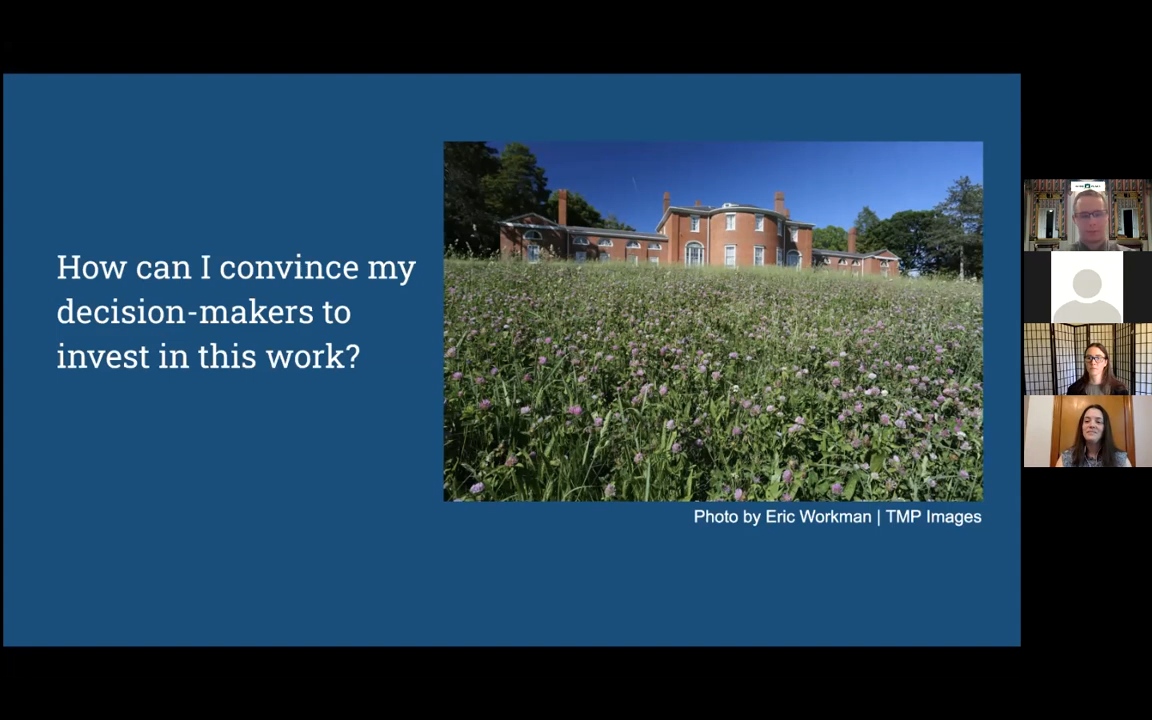 How can I convince my
decision-makers to
invest in this work?
Photo by Eric Workman | TMP Images